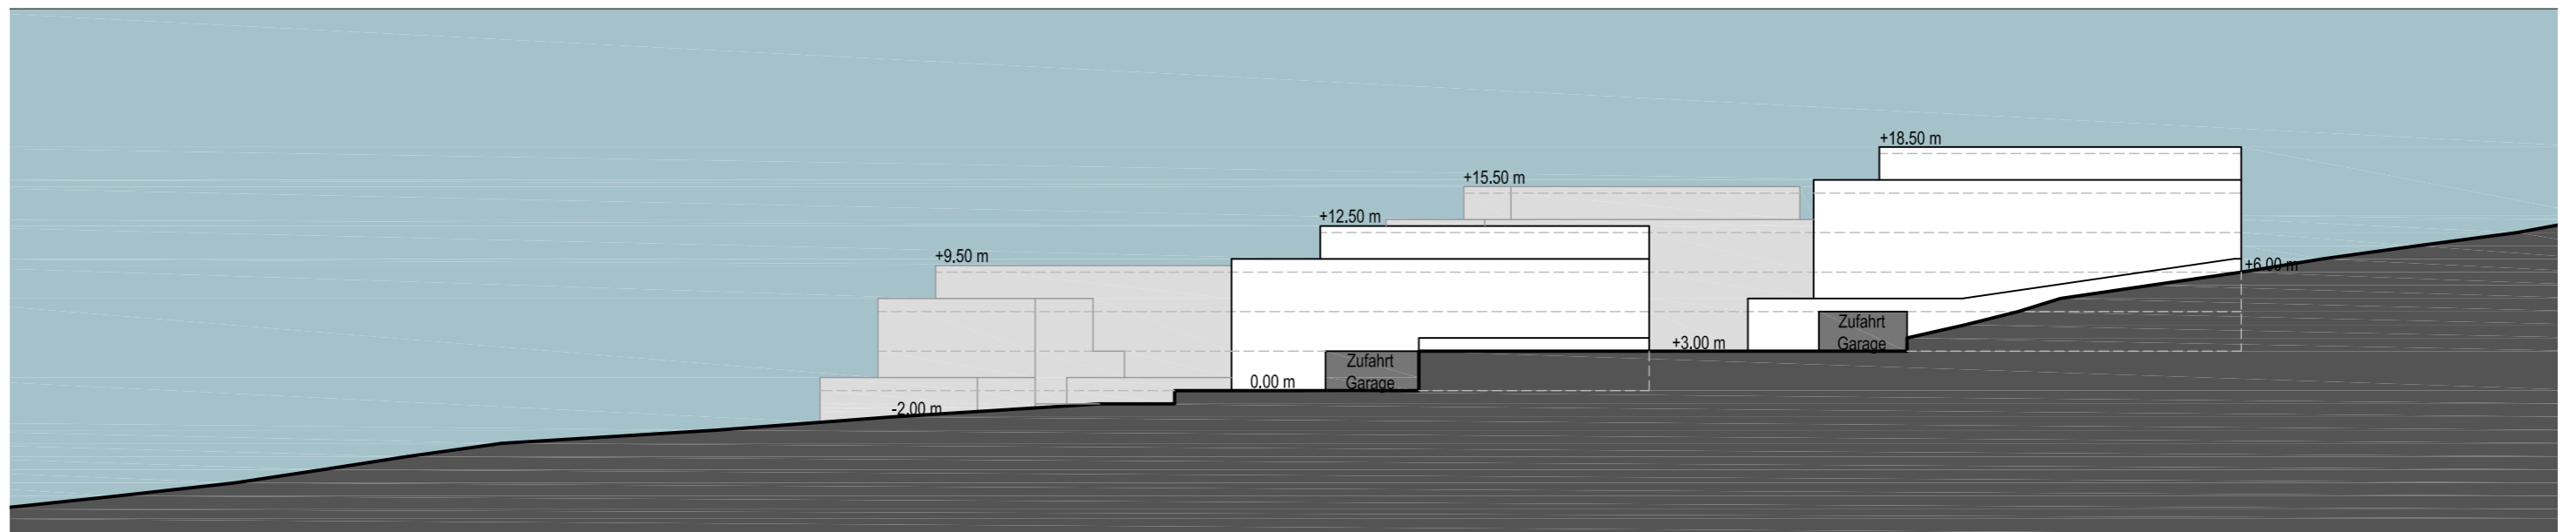 +18.50 m
+15.50 m
+12.50 m
+9.50 m
+6.00 m
Zufahrt
Garage
+3.00 m
Zufahrt
Garage
0.00 m
-2.00 m